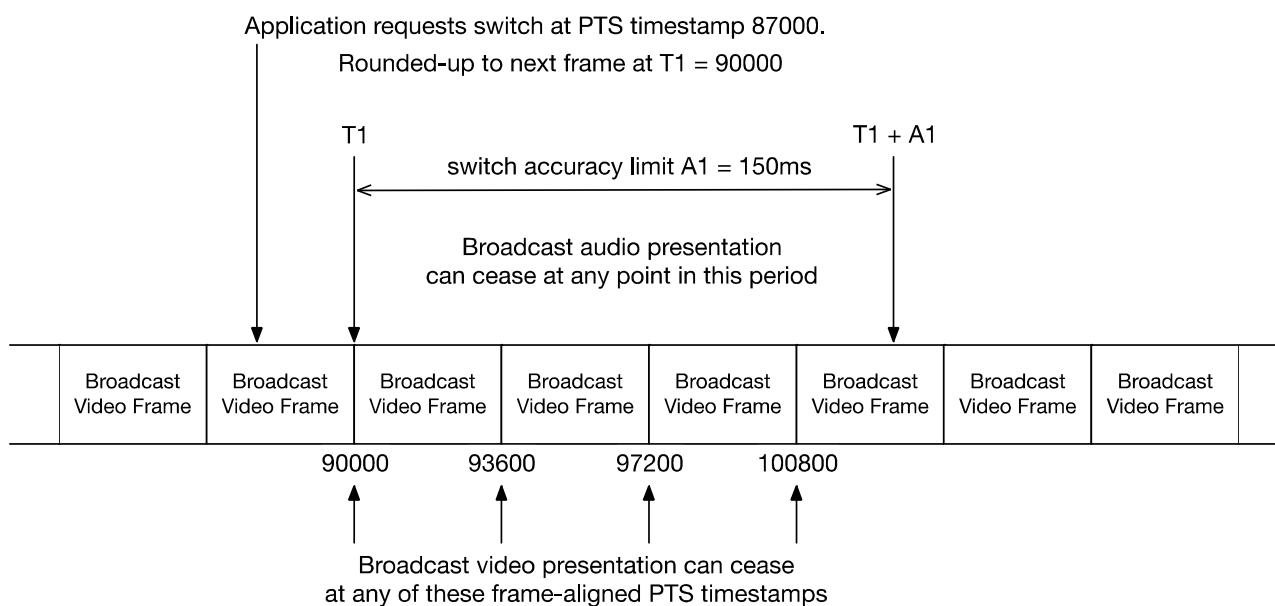 Application requests switch at PTS timestamp 87000.
Rounded-up to next frame at T1 = 90000
T1
T1 + A1
switch accuracy limit A1 = 150ms
Broadcast audio presentation
can cease at any point in this period
Broadcast
Video Frame
Broadcast
Video Frame
Broadcast
Video Frame
Broadcast
Video Frame
Broadcast
Video Frame
Broadcast
Video Frame
Broadcast
Video Frame
Broadcast
Video Frame
90000
93600
97200
100800
Broadcast video presentation can cease
at any of these frame-aligned PTS timestamps